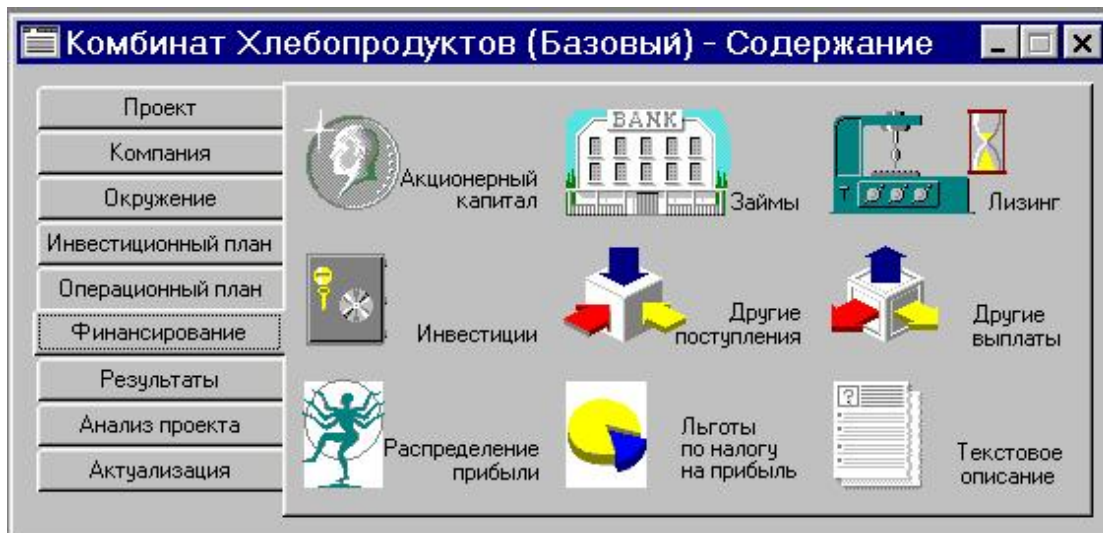 Комбинат Хлебопродуктов (Базовый) - Содержание
Проект
Компания
Окружение
Инвестиционный план
Операционный план
Финансирование
Результаты
Анализ проекта
Актуализация
Акционерный
капитал
BANK
Займы
T
Лизинг
Инвестиции
Другие
поступления
Другие
выплаты
Распределение
прибыли
Льготы
по налогу
на прибыль
?
Текстовое
описание